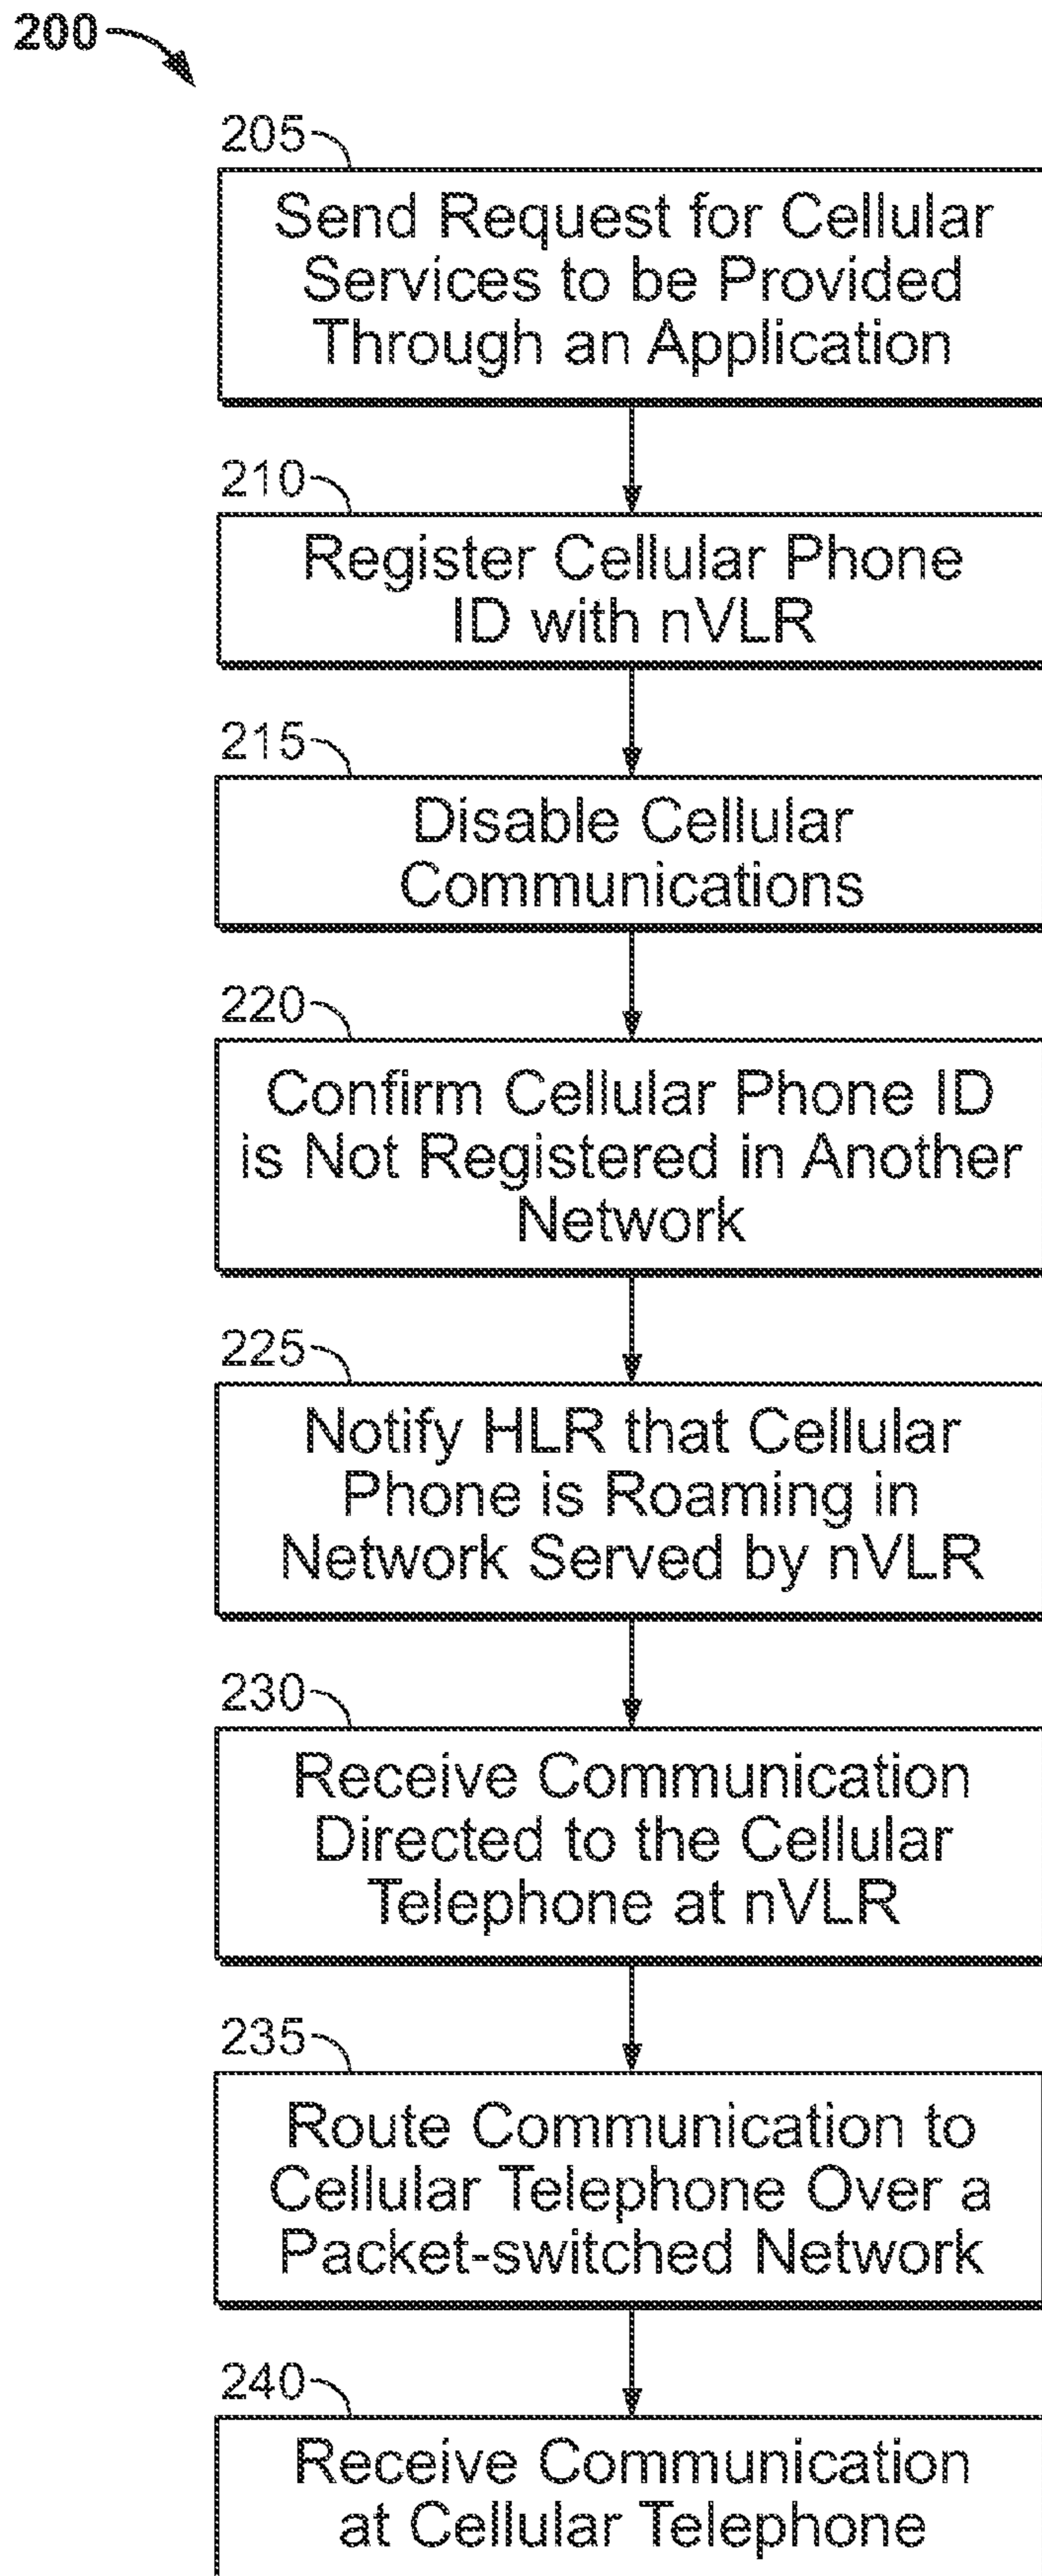 200
205
Send Request for Cellular
Services to be Provided
Through an Application
210
Register Cellular Phone
ID with nVLR
215
Disable Cellular
Communications
220
Confirm Cellular Phone ID
is Not Registered in Another
Network
225
Notify HLR that Cellular
Phone is Roaming in
Network Served by nVLR
230
Receive Communication
Directed to the Cellular
Telephone at nVLR
235
Route Communication to
Cellular Telephone Over a
Packet-switched Network
240
Receive Communication
at Cellular Telephone